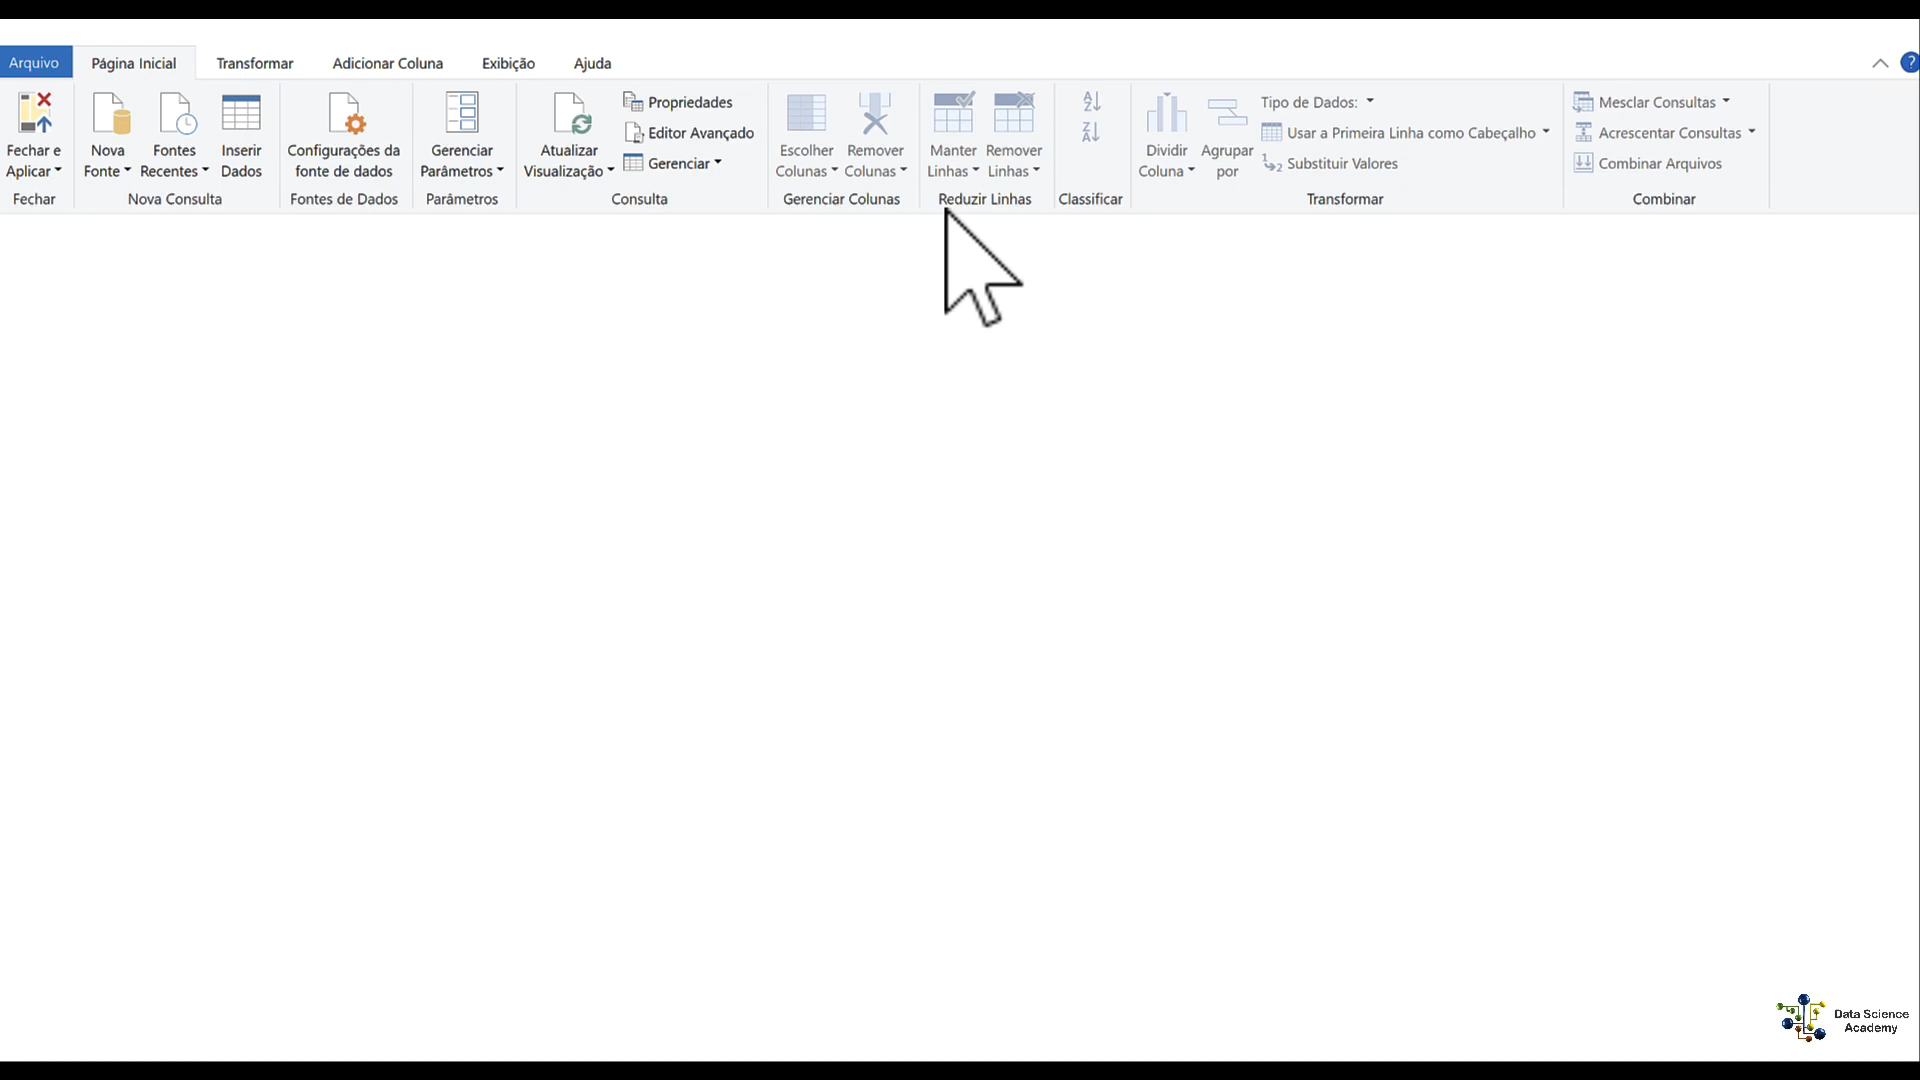 Arquivo Página Inicial Transformar Adicionar Coluna Exibição Ajuda ?
Fechar e
Aplicar
Fechar
Nova
Fonte
Fontes
Recentes
Inserir
Dados
Nova Consulta
Configurações da
fonte de dados
Fontes de Dados
Gerenciar
Parâmetros
Parâmetros
Atualizar
Visualização
Propriedades
Editor Avançado
Gerenciar
Consulta
Escolher
Colunas
Remover
Colunas
Gerenciar Colunas
Manter
Linhas
Remover
Linhas
Reduzir Linhas
A
Z
Z
A
Classificar
Dividir
Coluna
Agrupar
por
Tipo de Dados:
Usar a Primeira Linha como Cabeçalho
1
2
Substituir Valores
Transformar
Mesclar Consultas
Acrescentar Consultas
Combinar Arquivos
Combinar
Data Science
Academy